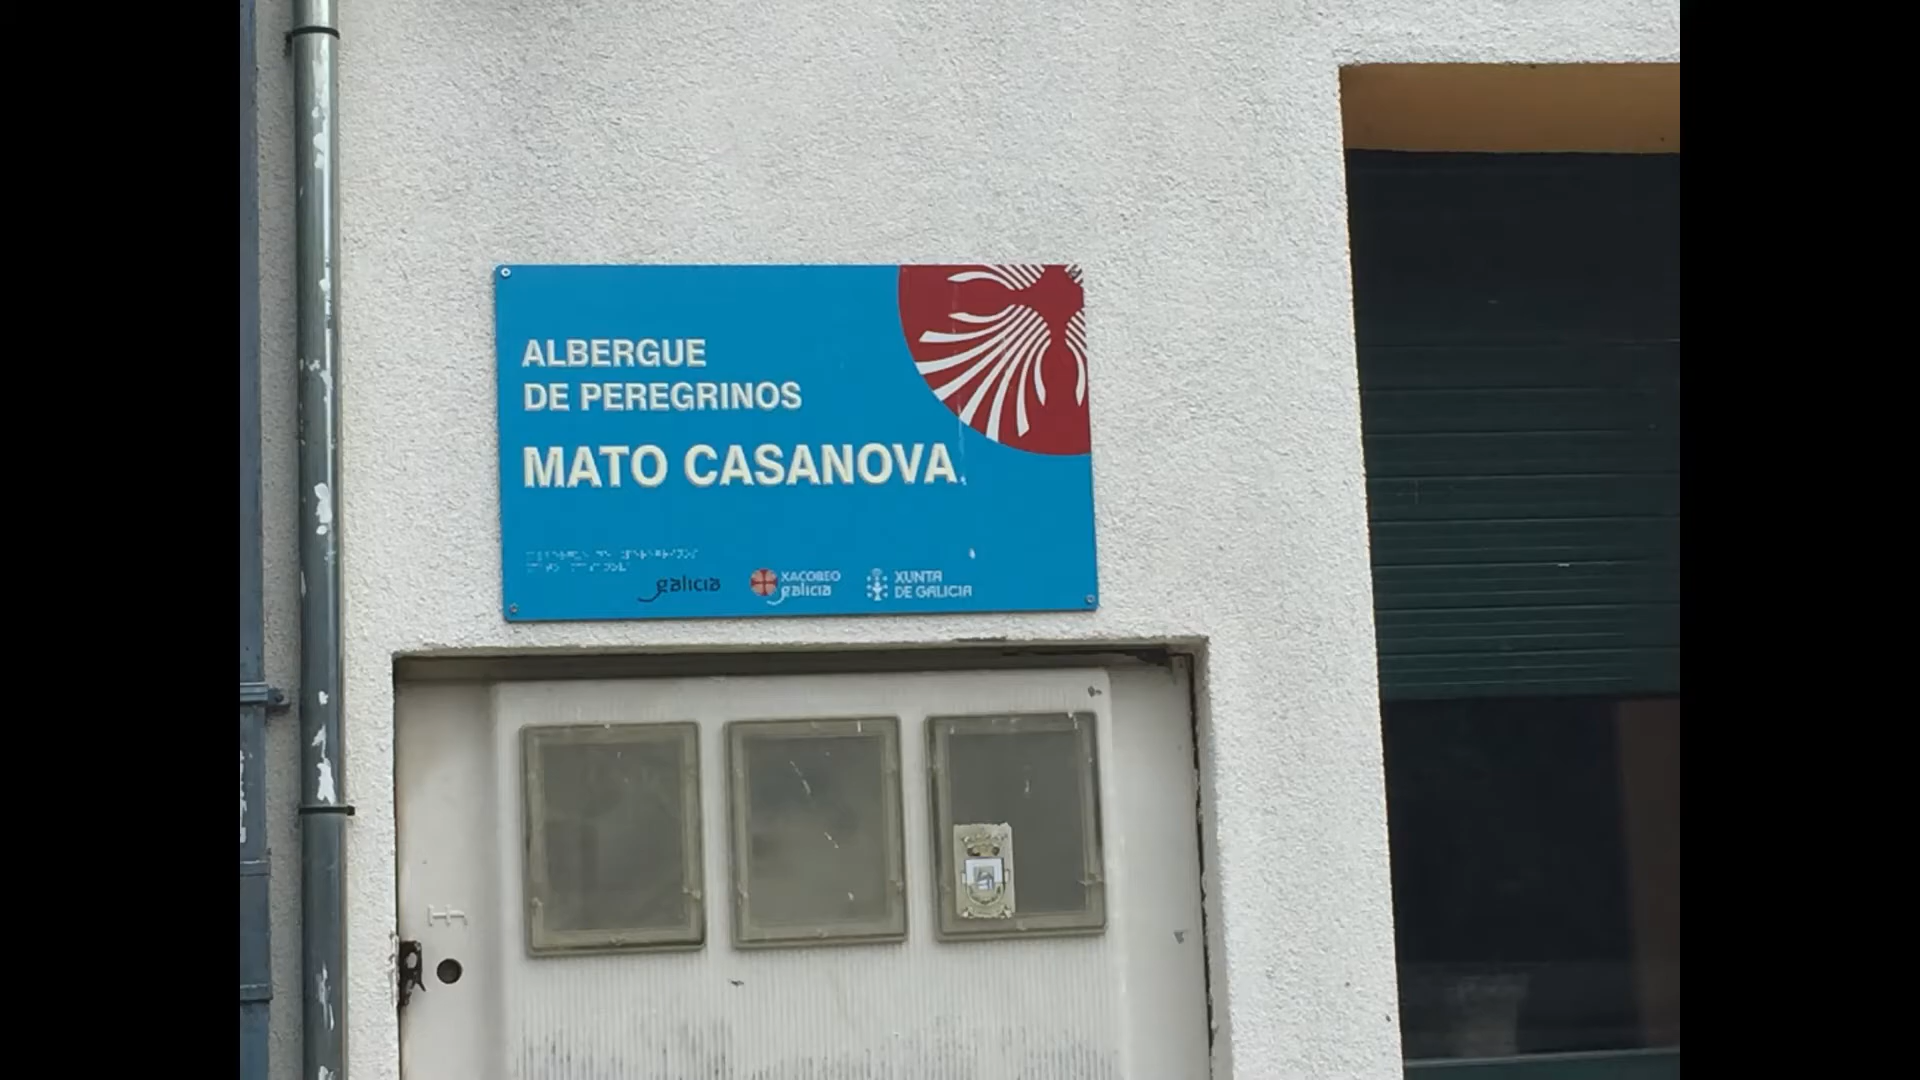 ALBERGUE
DE PEREGRINOS
MATO CASANOVA
galicia
XACOBEO
galicia
XUNTA
DE GALICIA